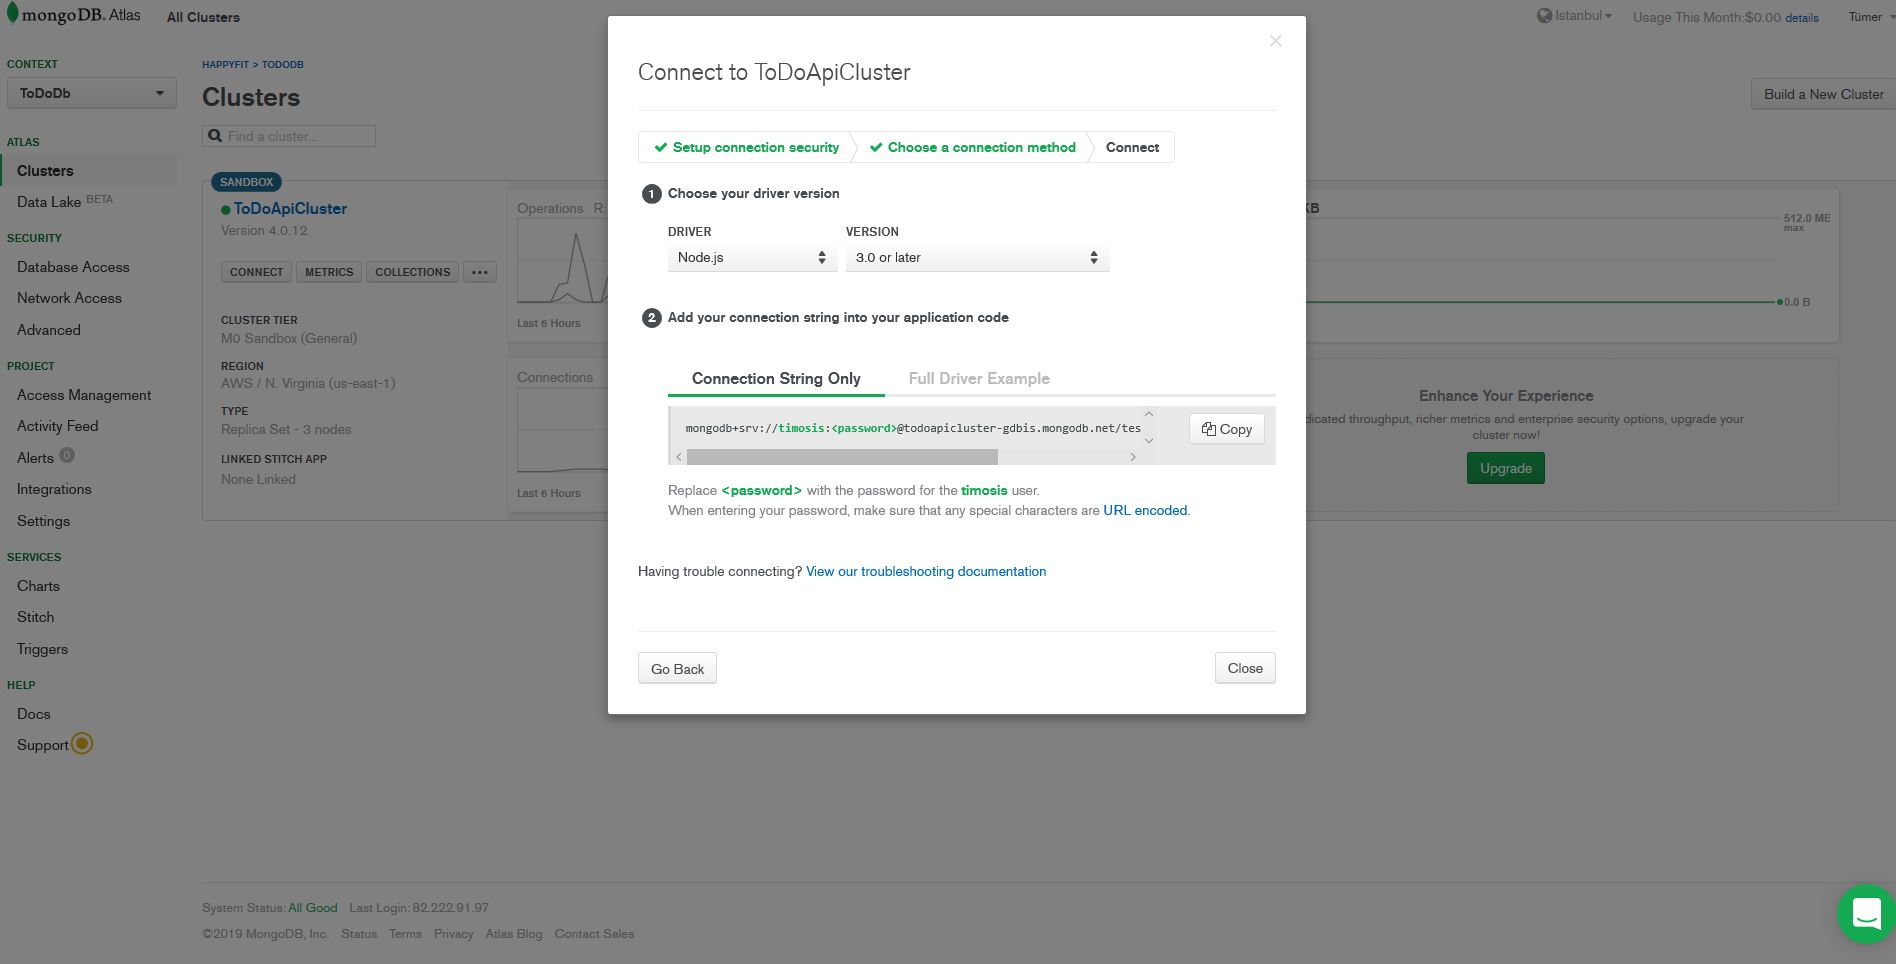 mongoDB. Atlas
All Clusters
Istanbul
Usage This Month:$0.00 details
Tümer
CONTEXT
ToDoDb
ATLAS
Clusters
Data Lake BETA
SECURITY
Database Access
Network Access
Advanced
PROJECT
Access Management
Activity Feed
Alerts 0
Integrations
Settings
SERVICES
Charts
Stitch
Triggers
HELP
Docs
Support
HAPPYFIT > TODODB
Clusters
Build a New Cluster
Find a cluster...
SANDBOX
ToDoApiCluster
Version 4.0.12
CONNECT METRICS COLLECTIONS ...
CLUSTER TIER
M0 Sandbox (General)
REGION
AWS / N. Virginia (us-east-1)
TYPE
Replica Set - 3 nodes
LINKED STITCH APP
None Linked
Operations R:
Last 6 Hours
Connections
Last 6 Hours
KB
512.0 MB
max
0.0 B
Enhance Your Experience
dicated throughput, richer metrics and enterprise security options, upgrade your
cluster now!
Upgrade
×
Connect to ToDoApiCluster
Setup connection security
Choose a connection method
Connect
1 Choose your driver version
DRIVER VERSION
Node.js 3.0 or later
2 Add your connection string into your application code
Connection String Only Full Driver Example
mongodb+srv://timosis:<password>@todoapicluster-gdbis.mongodb.net/tes
Copy
Replace <password> with the password for the timosis user.
When entering your password, make sure that any special characters are URL encoded.
Having trouble connecting? View our troubleshooting documentation
Go Back Close
System Status: All Good Last Login: 82.222.91.97
©2019 MongoDB, Inc. Status Terms Privacy Atlas Blog Contact Sales